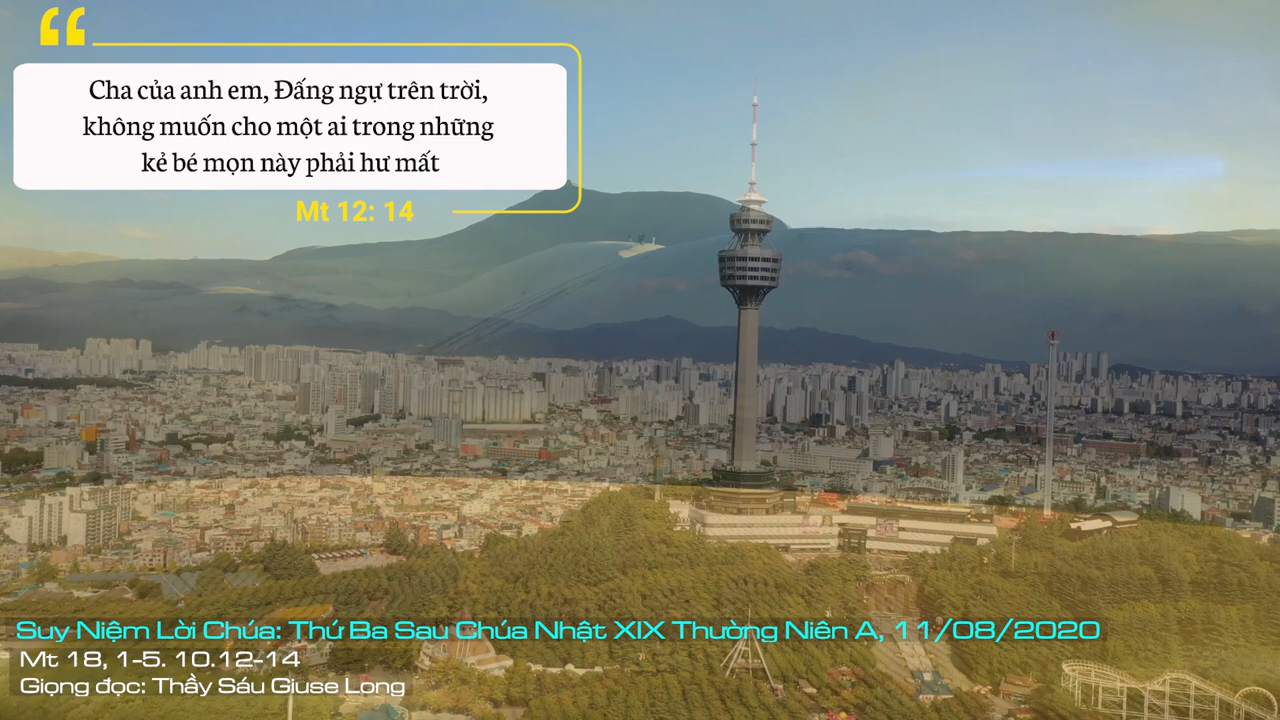 Cha của anh em, Đấng ngự trên trời,
không muốn cho một ai trong những
kẻ bé mọn này phải hư mất
Mt 12: 14
Suy Niệm Lời Chúa: Thứ Ba Sau Chúa Nhật XIX Thường Niên A, 11/08/2020
Mt 18, 1-5. 10.12-14
Giọng đọc: Thầy Sáu Giuse Long